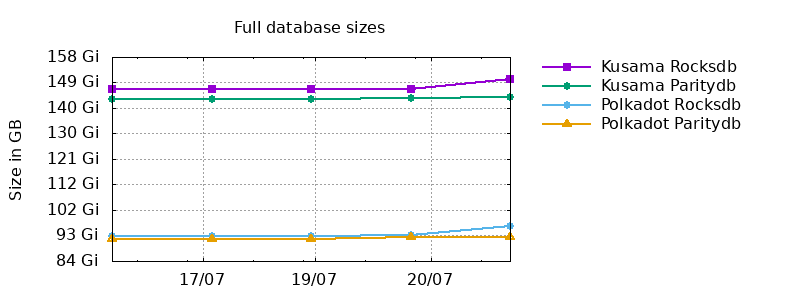 Full database sizes
Size in GB
158 Gi
149 Gi
140 Gi
130 Gi
121 Gi
112 Gi
102 Gi
93 Gi
84 Gi
17/07
19/07
20/07
Kusama Rocksdb
Kusama Paritydb
Polkadot Rocksdb
Polkadot Paritydb